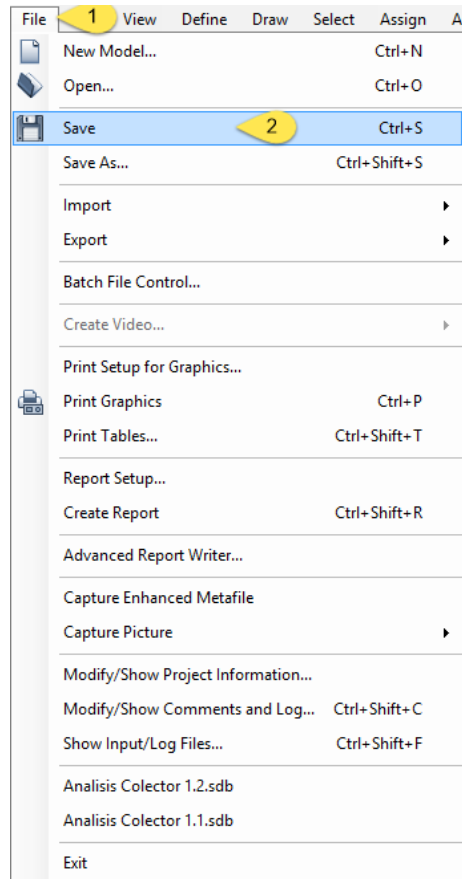 File 1 View Define Draw Select Assign A
New Model... Ctrl+N
Open... Ctrl+O
Save 2 Ctrl+S
Save As... Ctrl+Shift+S
Import
Export
Batch File Control...
Create Video...
Print Setup for Graphics...
Print Graphics Ctrl+P
Print Tables... Ctrl+Shift+T
Report Setup...
Create Report Ctrl+Shift+R
Advanced Report Writer...
Capture Enhanced Metafile
Capture Picture
Modify/Show Project Information...
Modify/Show Comments and Log... Ctrl+Shift+C
Show Input/Log Files... Ctrl+Shift+F
Analisis Colector 1.2.sdb
Analisis Colector 1.1.sdb
Exit